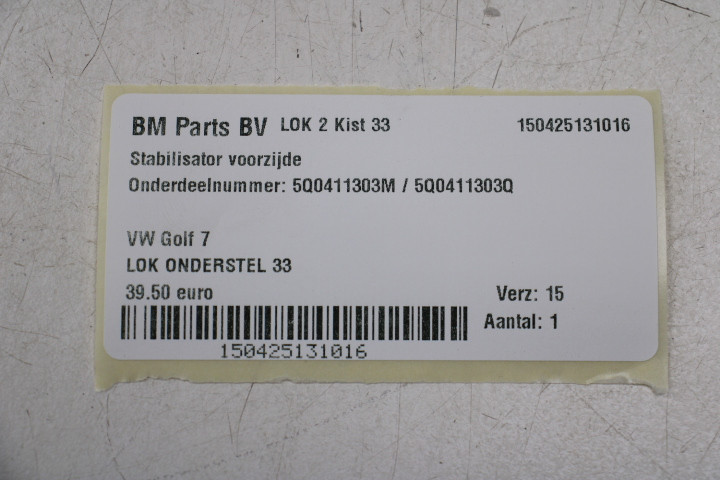 BM Parts BV LOK 2 Kist 33 150425131016
Stabilisator voorzijde
Onderdeelnummer: 5Q0411303M / 5Q0411303Q
VW Golf 7
LOK ONDERSTEL 33
39.50 euro Verz: 15
Aantal: 1
150425131016